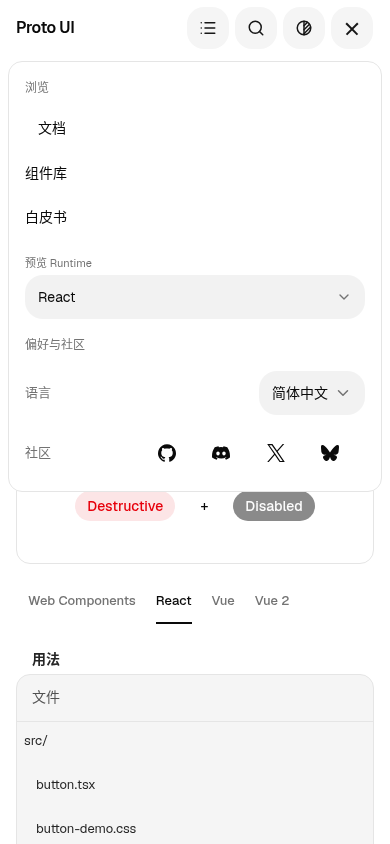 Proto UI
浏览
文档
组件库
白皮书
预览 Runtime
React
偏好与社区
语言
简体中文
社区
Destructive + Disabled
Web Components React Vue Vue 2
用法
文件
src/
button.tsx
button-demo.css